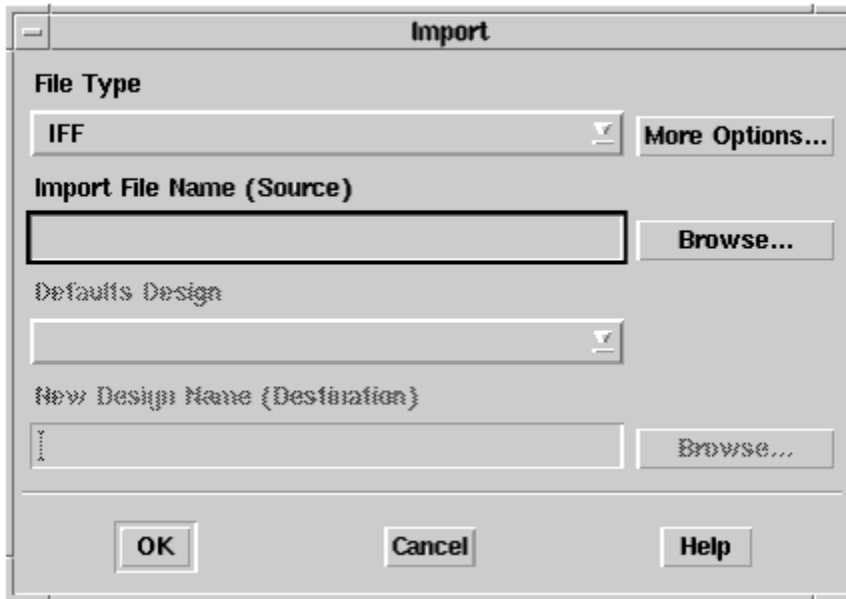 Import
File Type
IFF
More Options...
Import File Name (Source)
Browse...
Defaults Design
New Design Name (Destination)
Browse...
OK
Cancel
Help